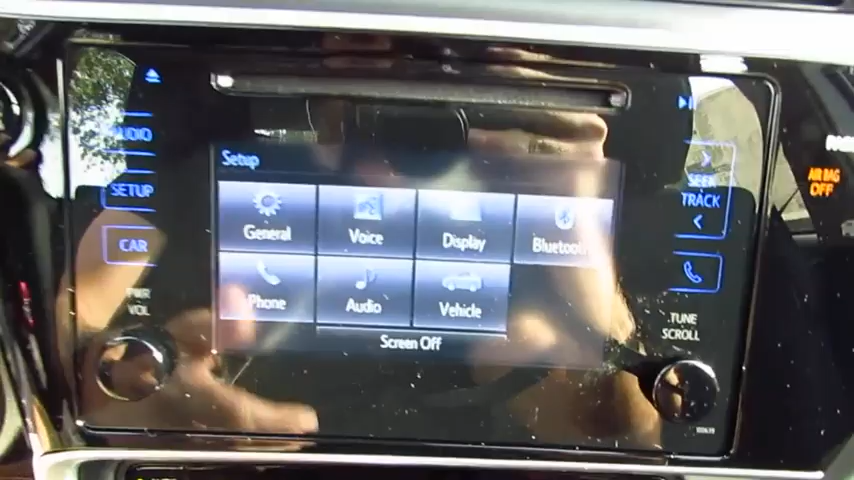 AUDIO
SETUP
CAR
PWR
VOL
Setup
General
Voice
Display
Bluetooth
Phone
Audio
Vehicle
Screen Off
SEEK
TRACK
TUNE
SCROLL
AIR BAG
OFF